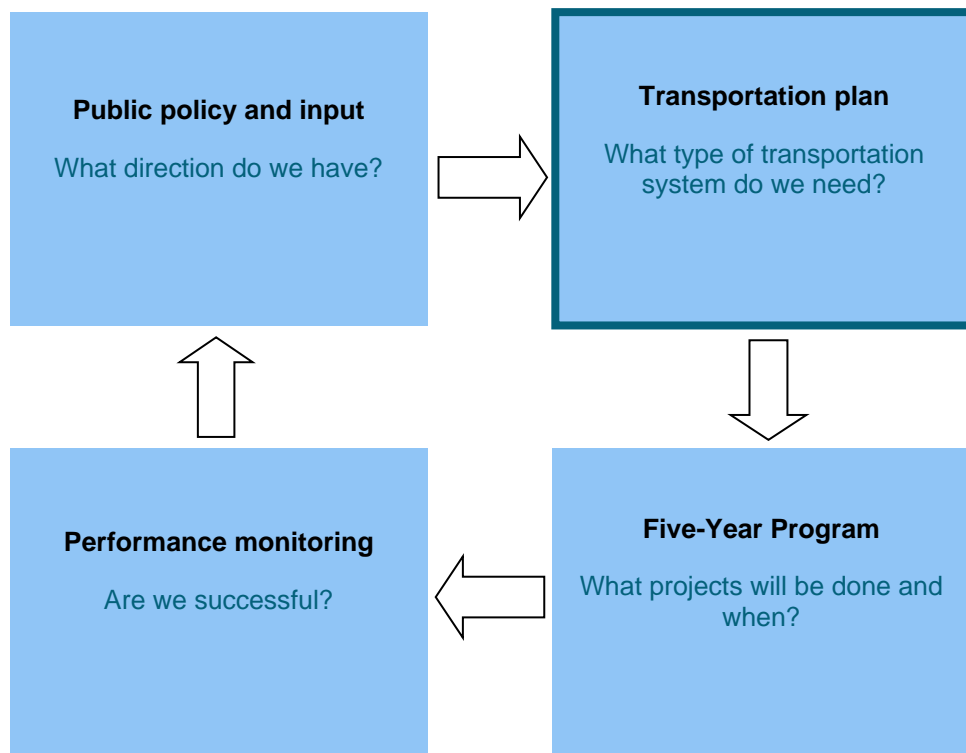 Public policy and input
What direction do we have?
Transportation plan
What type of transportation
system do we need?
Performance monitoring
Are we successful?
Five-Year Program
What projects will be done and
when?